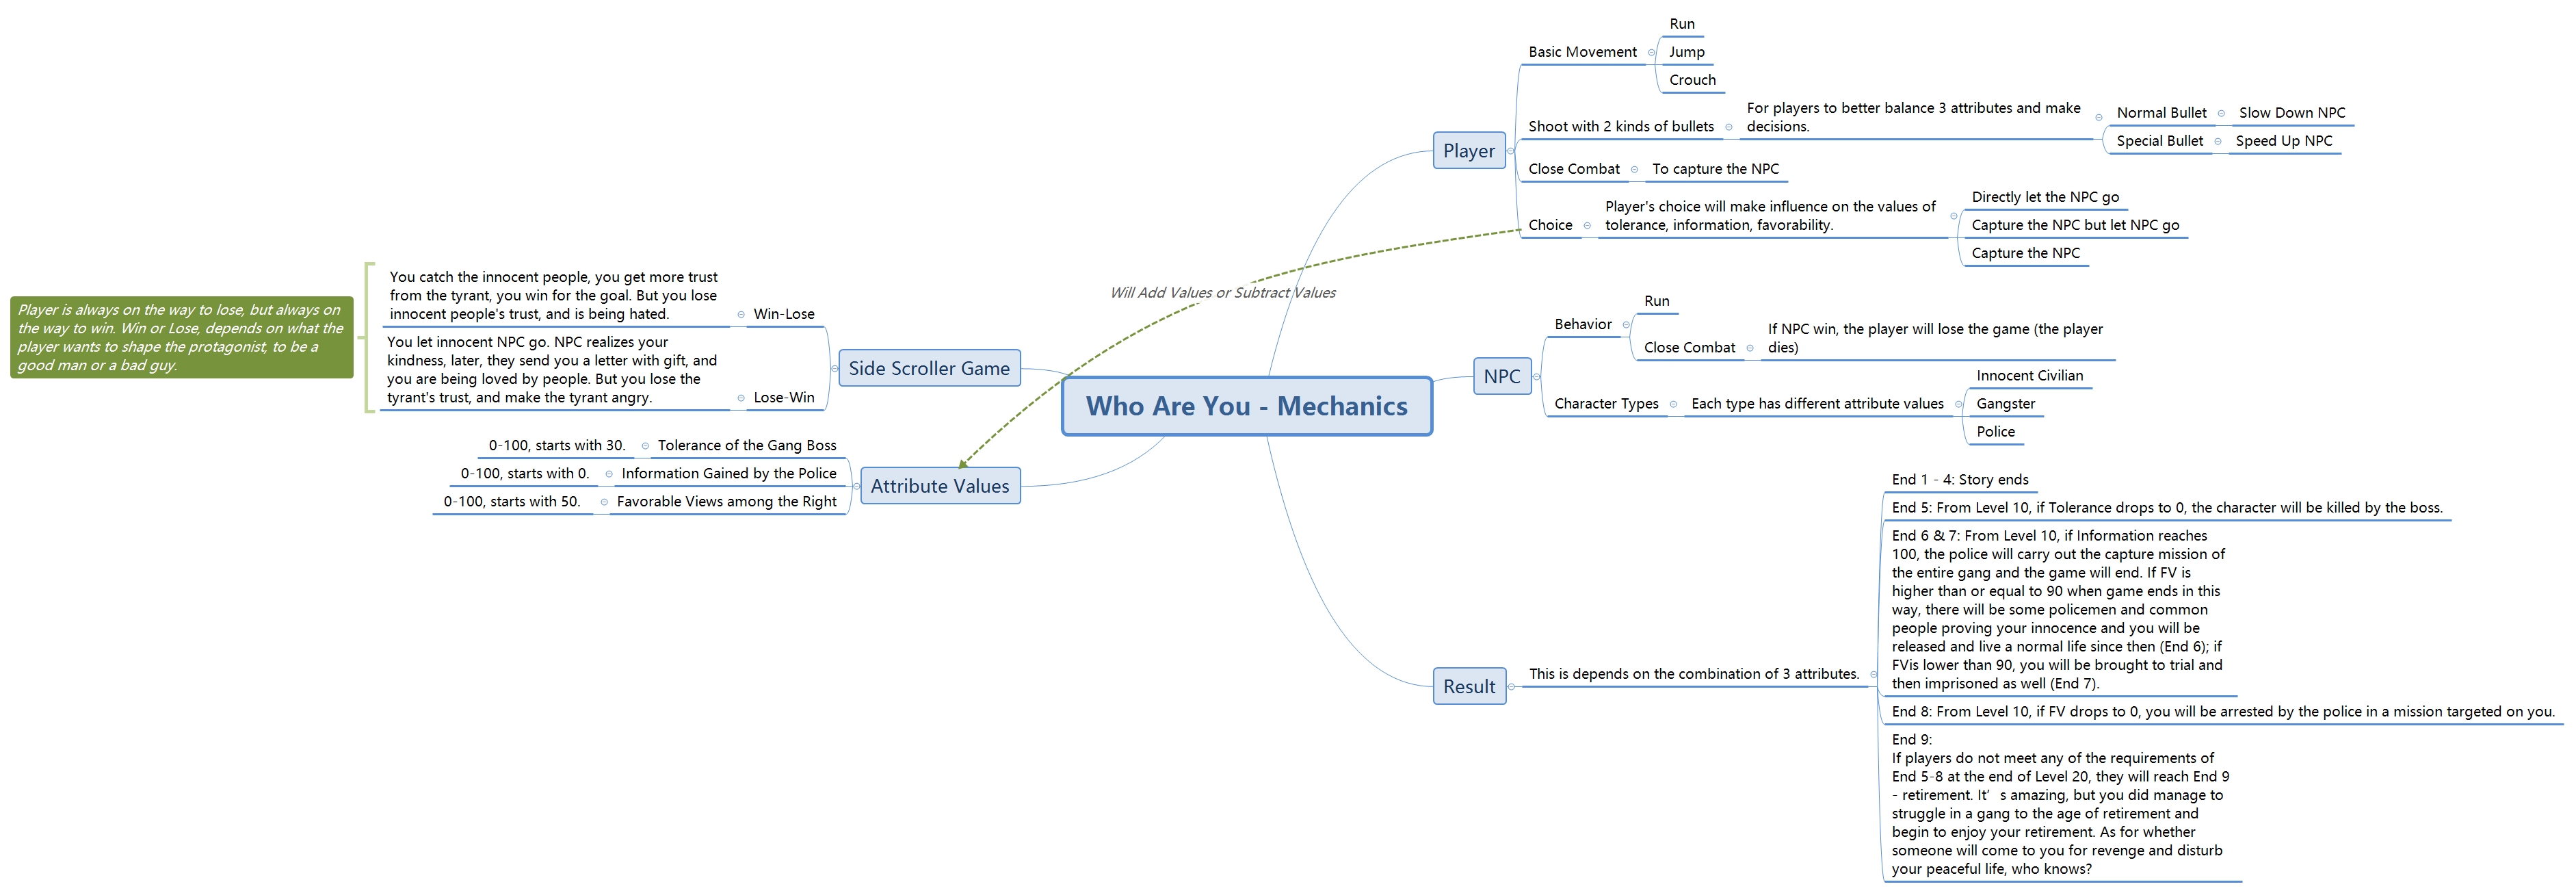 Who Are You - Mechanics
Player
Basic Movement
Run
Jump
Crouch
Shoot with 2 kinds of bullets
For players to better balance 3 attributes and make
decisions.
Normal Bullet
Slow Down NPC
Special Bullet
Speed Up NPC
Close Combat
To capture the NPC
Choice
Player's choice will make influence on the values of
tolerance, information, favorability.
Directly let the NPC go
Capture the NPC but let NPC go
Capture the NPC
Will Add Values or Subtract Values
NPC
Behavior
Run
Close Combat
If NPC win, the player will lose the game (the player
dies)
Character Types
Each type has different attribute values
Innocent Civilian
Gangster
Police
Result
This is depends on the combination of 3 attributes.
End 1 - 4: Story ends
End 5: From Level 10, if Tolerance drops to 0, the character will be killed by the boss.
End 6 & 7: From Level 10, if Information reaches
100, the police will carry out the capture mission of
the entire gang and the game will end. If FV is
higher than or equal to 90 when game ends in this
way, there will be some policemen and common
people proving your innocence and you will be
released and live a normal life since then (End 6); if
FVis lower than 90, you will be brought to trial and
then imprisoned as well (End 7).
End 8: From Level 10, if FV drops to 0, you will be arrested by the police in a mission targeted on you.
End 9:
If players do not meet any of the requirements of
End 5-8 at the end of Level 20, they will reach End 9
- retirement. It’ s amazing, but you did manage to
struggle in a gang to the age of retirement and
begin to enjoy your retirement. As for whether
someone will come to you for revenge and disturb
your peaceful life, who knows?
Side Scroller Game
Win-Lose
You catch the innocent people, you get more trust
from the tyrant, you win for the goal. But you lose
innocent people's trust, and is being hated.
Lose-Win
You let innocent NPC go. NPC realizes your
kindness, later, they send you a letter with gift, and
you are being loved by people. But you lose the
tyrant's trust, and make the tyrant angry.
Player is always on the way to lose, but always on
the way to win. Win or Lose, depends on what the
player wants to shape the protagonist, to be a
good man or a bad guy.
Attribute Values
Tolerance of the Gang Boss
0-100, starts with 30.
Information Gained by the Police
0-100, starts with 0.
Favorable Views among the Right
0-100, starts with 50.